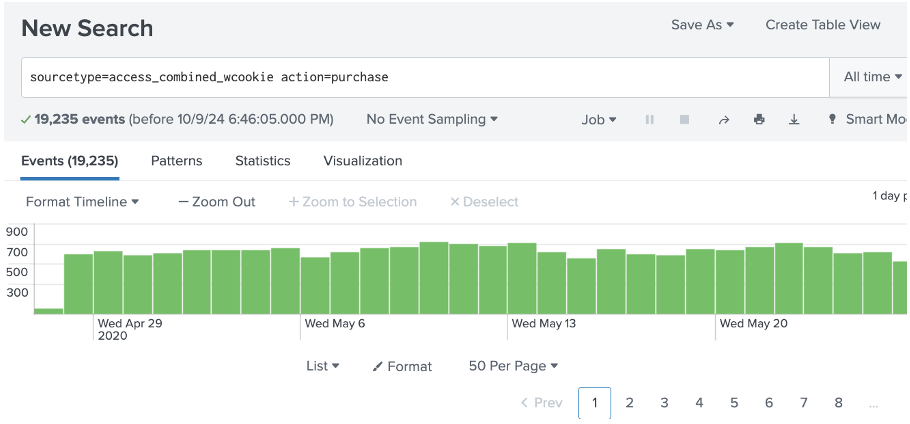 New Search
Save As Create Table View
sourcetype=access_combined_wcookie action=purchase
All time
19,235 events (before 10/9/24 6:46:05.000 PM) No Event Sampling Job Smart Mo
Events (19,235) Patterns Statistics Visualization
Format Timeline — Zoom Out + Zoom to Selection × Deselect 1 day p
900
700
500
300
Wed Apr 29
2020
Wed May 6
Wed May 13
Wed May 20
List Format 50 Per Page
< Prev 1 2 3 4 5 6 7 8 ...